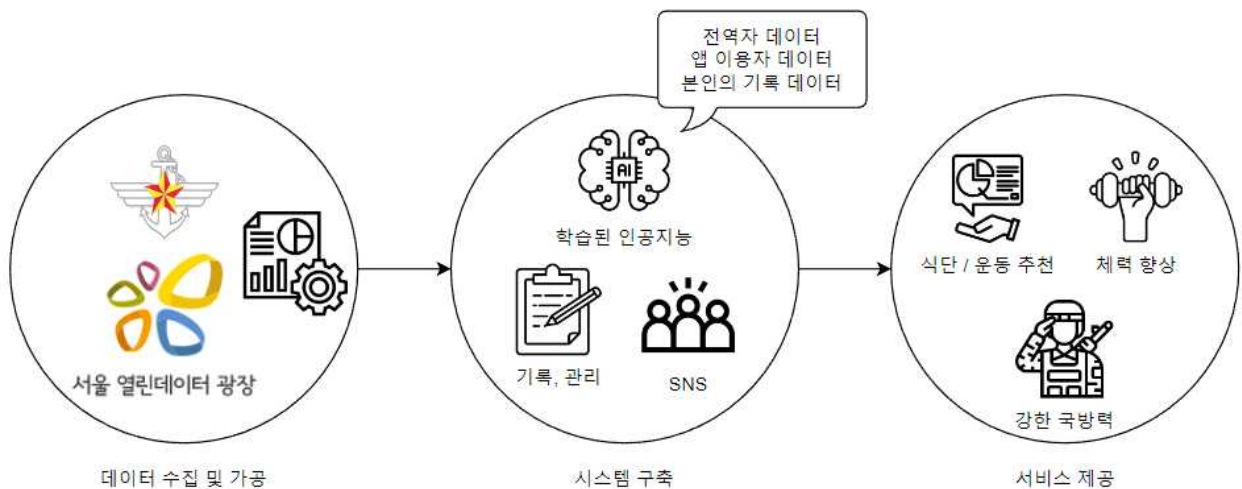 전역자 데이터
앱 이용자 데이터
본인의 기록 데이터
서울 열린데이터 광장
데이터 수집 및 가공
AI
학습된 인공지능
기록, 관리
SNS
시스템 구축
식단 / 운동 추천
체력 향상
강한 국방력
서비스 제공